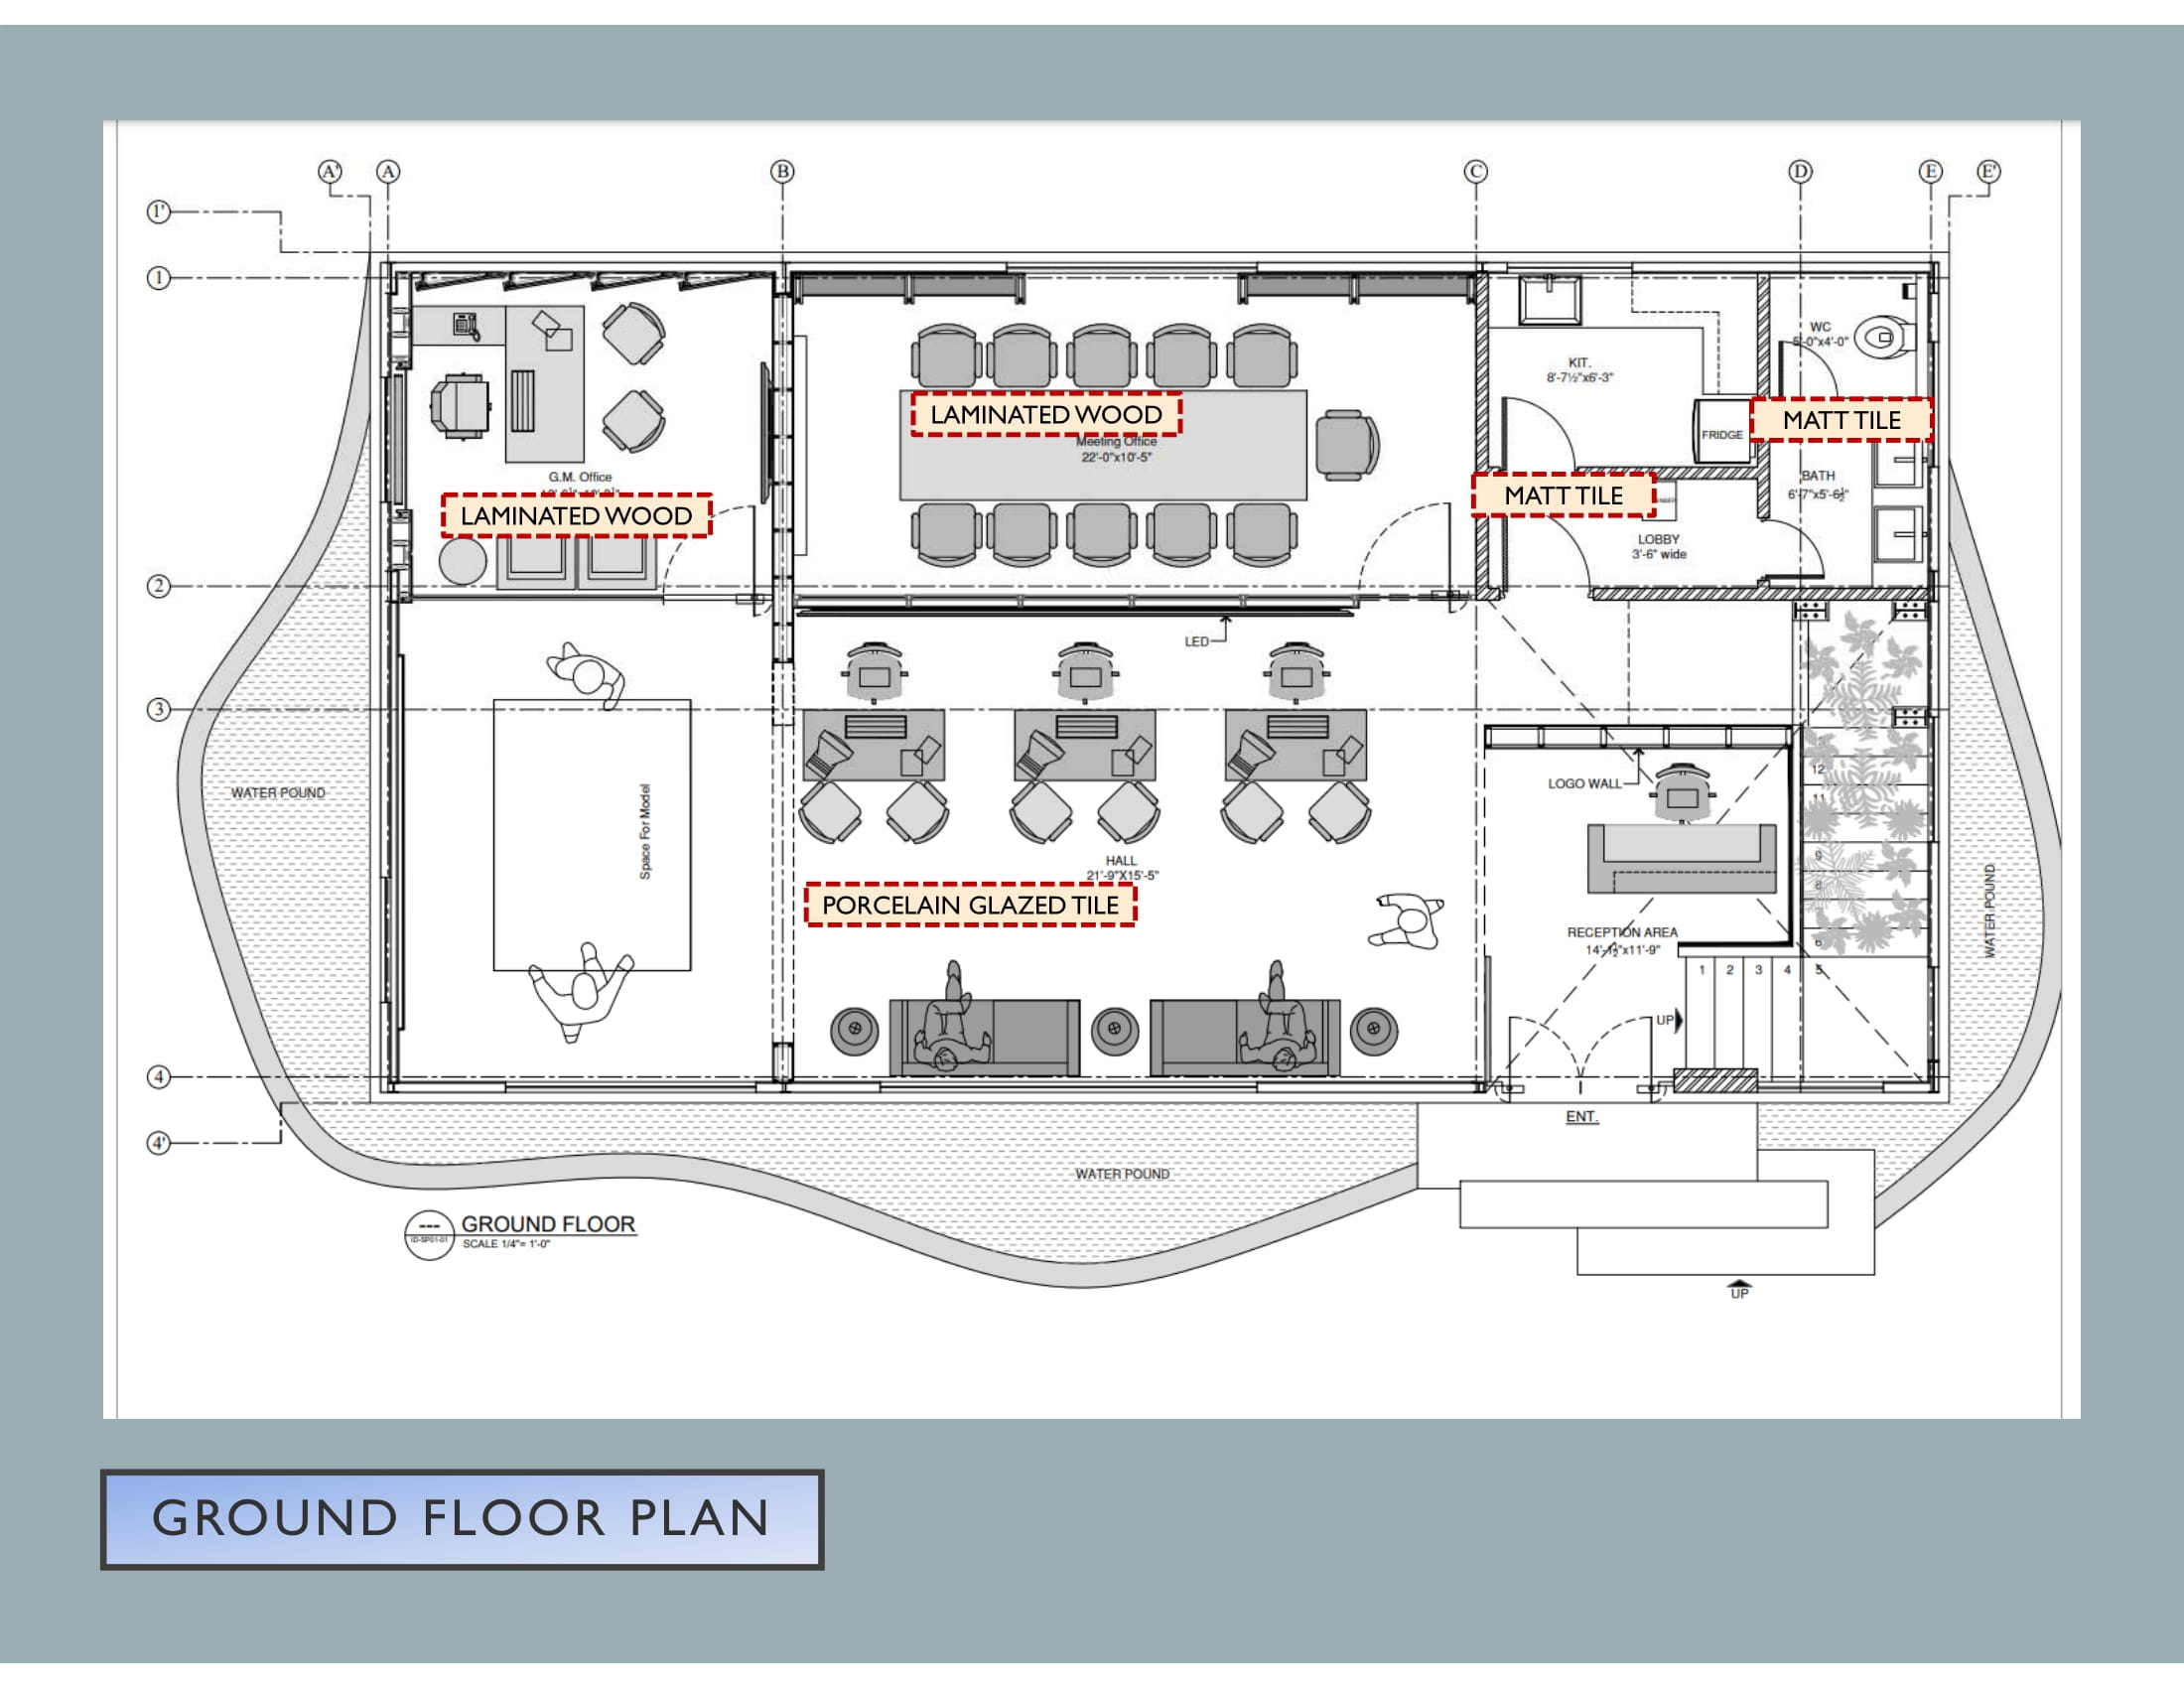 A'
A
B
C
D
E
E'
1'
1
WC
5'-0"x4'-0"
KIT.
8'-7½"x6'-3"
LAMINATED WOOD
MATT TILE
FRIDGE
Meeting Office
22'-0"x10'-5"
G.M. Office
BATH
6'-7"x5'-6½"
MATT TILE
LAMINATED WOOD
LOBBY
3'-6" wide
2
LED
3
12
LOGO WALL
11
WATER POUND
Space For Model
9
8
HALL
21'-9"X15'-5"
PORCELAIN GLAZED TILE
WATER POUND
RECEPTION AREA
14'-1½"x11'-9"
6
1 2 3 4 5
UP
4
ENT.
4'
WATER POUND
---
ID-SP01-01
GROUND FLOOR
SCALE 1/4"= 1'-0"
UP
GROUND FLOOR PLAN